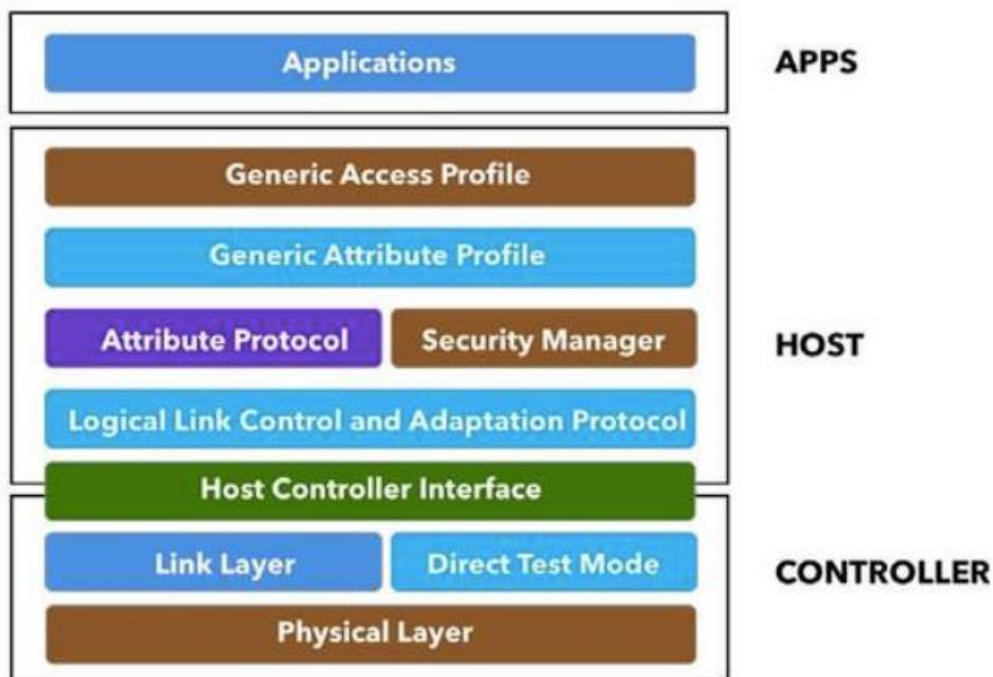 Applications
APPS
Generic Access Profile
Generic Attribute Profile
Attribute Protocol
Security Manager
HOST
Logical Link Control and Adaptation Protocol
Host Controller Interface
Link Layer
Direct Test Mode
CONTROLLER
Physical Layer